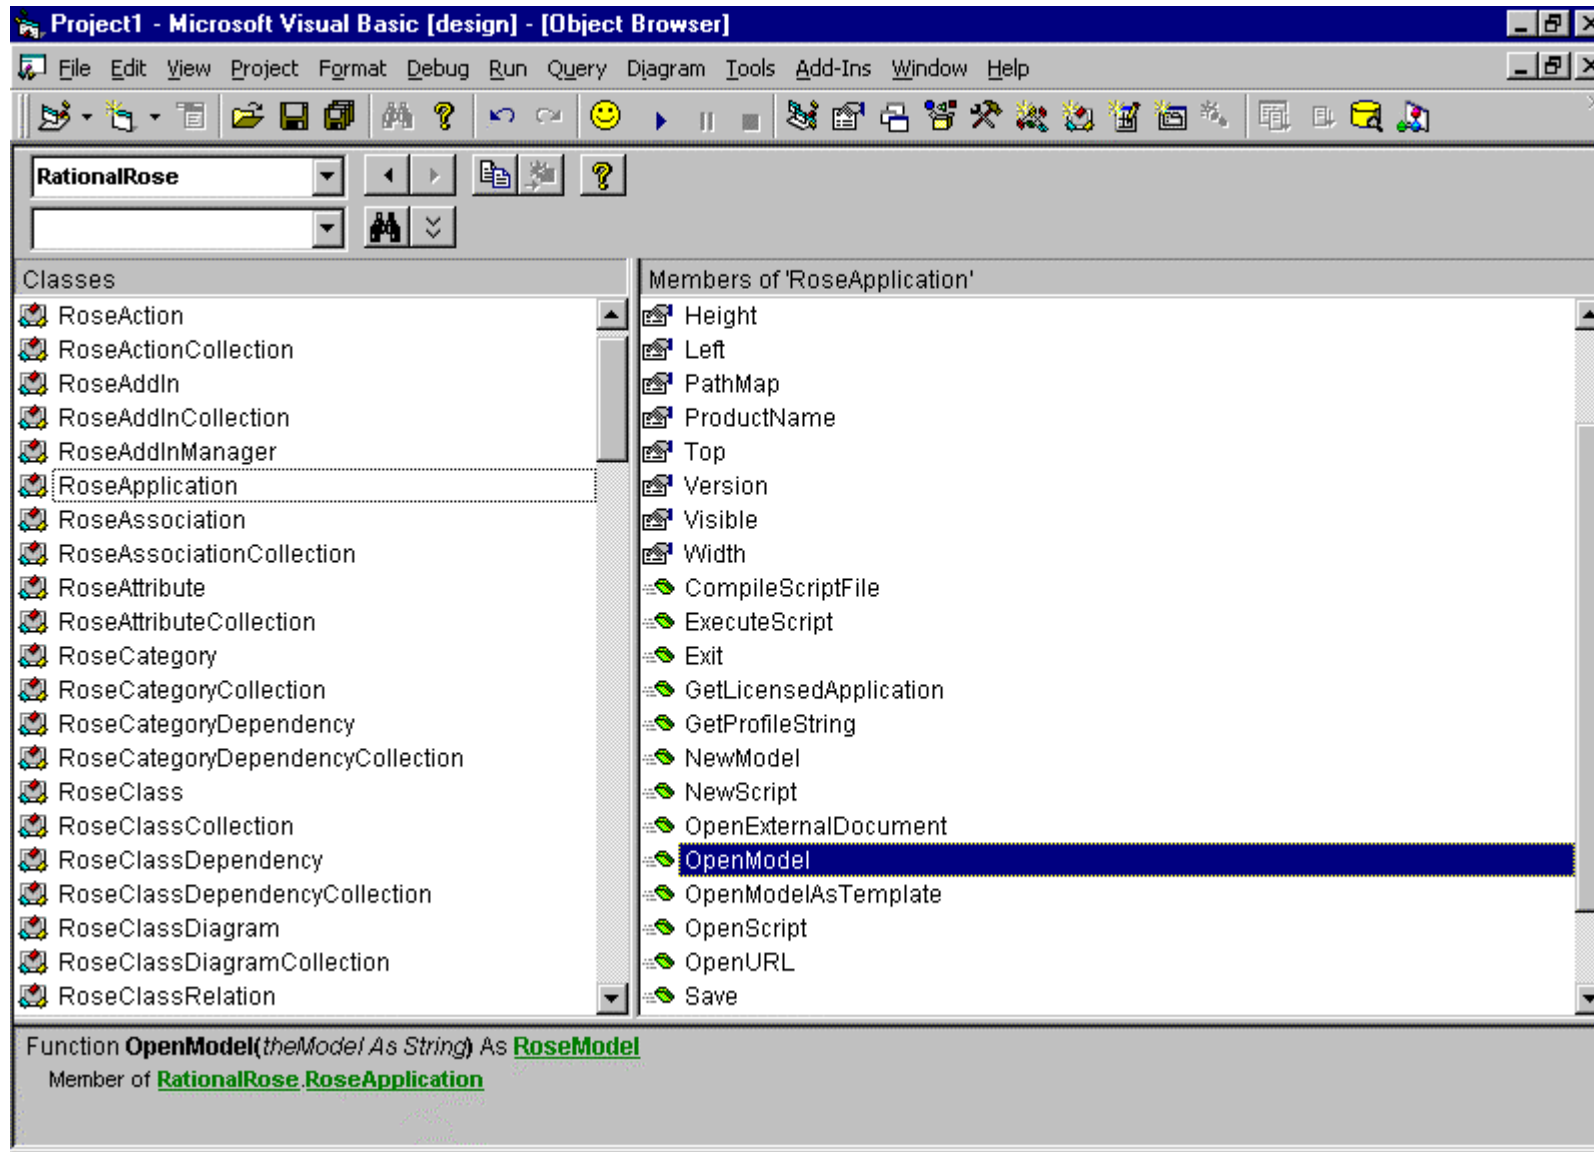 Project1 - Microsoft Visual Basic [design] - [Object Browser]
File Edit View Project Format Debug Run Query Diagram Tools Add-Ins Window Help
RationalRose
Classes
RoseAction
RoseActionCollection
RoseAddIn
RoseAddInCollection
RoseAddInManager
RoseApplication
RoseAssociation
RoseAssociationCollection
RoseAttribute
RoseAttributeCollection
RoseCategory
RoseCategoryCollection
RoseCategoryDependency
RoseCategoryDependencyCollection
RoseClass
RoseClassCollection
RoseClassDependency
RoseClassDependencyCollection
RoseClassDiagram
RoseClassDiagramCollection
RoseClassRelation
Members of 'RoseApplication'
Height
Left
PathMap
ProductName
Top
Version
Visible
Width
CompileScriptFile
ExecuteScript
Exit
GetLicensedApplication
GetProfileString
NewModel
NewScript
OpenExternalDocument
OpenModel
OpenModelAsTemplate
OpenScript
OpenURL
Save
Function OpenModel(theModel As String) As RoseModel
Member of RationalRose.RoseApplication